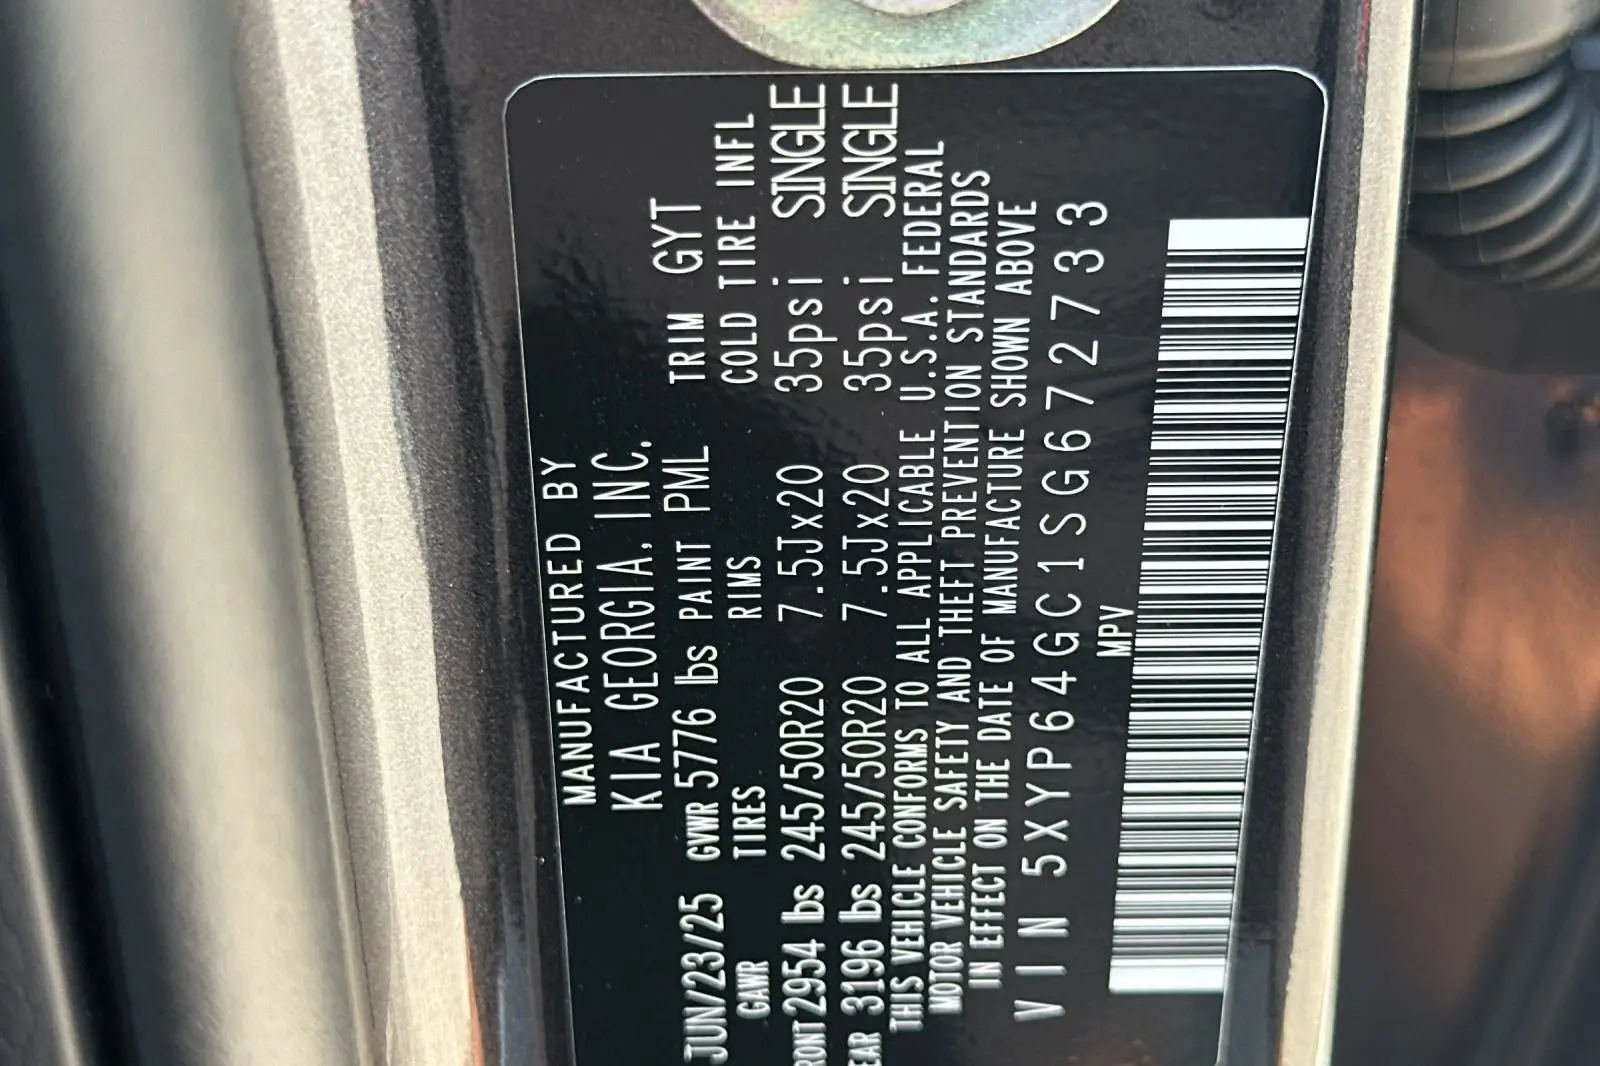 MANUFACTURED BY
KIA GEORGIA, INC.
JUN/23/25 GVWR 5776 lbs PAINT PML TRIM GYT
GAWR TIRES RIMS COLD TIRE INFL
RONT 2954 lbs 245/50R20 7.5Jx20 35psi SINGLE
EAR 3196 lbs 245/50R20 7.5Jx20 35psi SINGLE
THIS VEHICLE CONFORMS TO ALL APPLICABLE U.S.A. FEDERAL
MOTOR VEHICLE SAFETY AND THEFT PREVENTION STANDARDS
IN EFFECT ON THE DATE OF MANUFACTURE SHOWN ABOVE
VIN 5XYP64GC1SG672733
MPV